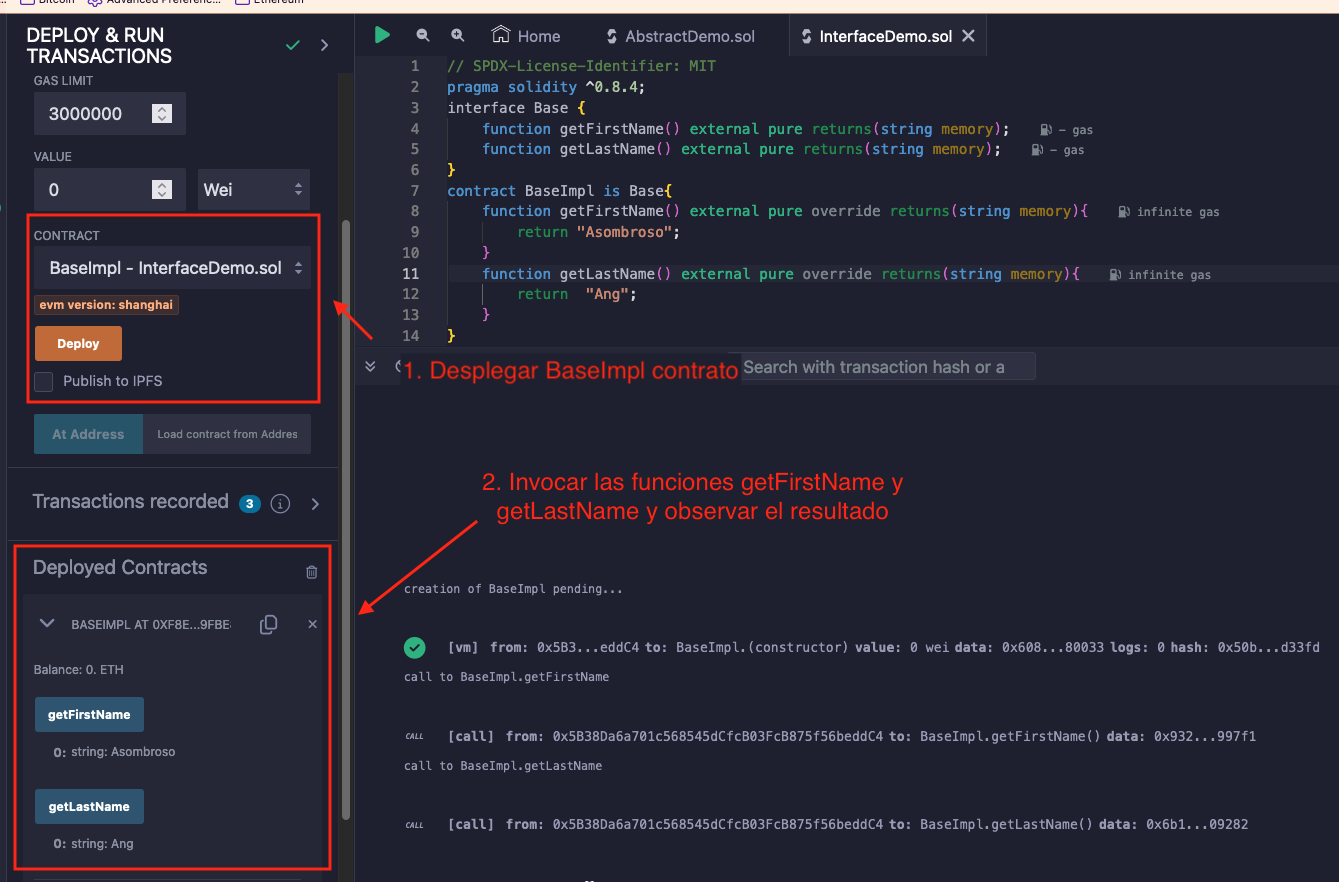 Bitcoin
Advanced Preferenc...
Ethereum
DEPLOY & RUN
TRANSACTIONS
GAS LIMIT
3000000
VALUE
0
Wei
CONTRACT
BaseImpl - InterfaceDemo.sol
evm version: shanghai
Deploy
Publish to IPFS
At Address
Load contract from Addres
Transactions recorded 3 i
Deployed Contracts
BASEIMPL AT 0XF8E...9FBE
Balance: 0. ETH
getFirstName
0: string: Asombroso
getLastName
0: string: Ang
Home
AbstractDemo.sol
InterfaceDemo.sol
1 // SPDX-License-Identifier: MIT
2 pragma solidity ^0.8.4;
3 interface Base {
4 function getFirstName() external pure returns(string memory); - gas
5 function getLastName() external pure returns(string memory); - gas
6 }
7 contract BaseImpl is Base{
8 function getFirstName() external pure override returns(string memory){ infinite gas
9 return "Asombroso";
10 }
11 function getLastName() external pure override returns(string memory){ infinite gas
12 return  "Ang";
13 }
14 }
1. Desplegar BaseImpl contrato
Search with transaction hash or a
2. Invocar las funciones getFirstName y
getLastName y observar el resultado
creation of BaseImpl pending...
[vm] from: 0x5B3...eddC4 to: BaseImpl.(constructor) value: 0 wei data: 0x608...80033 logs: 0 hash: 0x50b...d33fd
call to BaseImpl.getFirstName
CALL [call] from: 0x5B38Da6a701c568545dCfcB03FcB875f56beddC4 to: BaseImpl.getFirstName() data: 0x932...997f1
call to BaseImpl.getLastName
CALL [call] from: 0x5B38Da6a701c568545dCfcB03FcB875f56beddC4 to: BaseImpl.getLastName() data: 0x6b1...09282